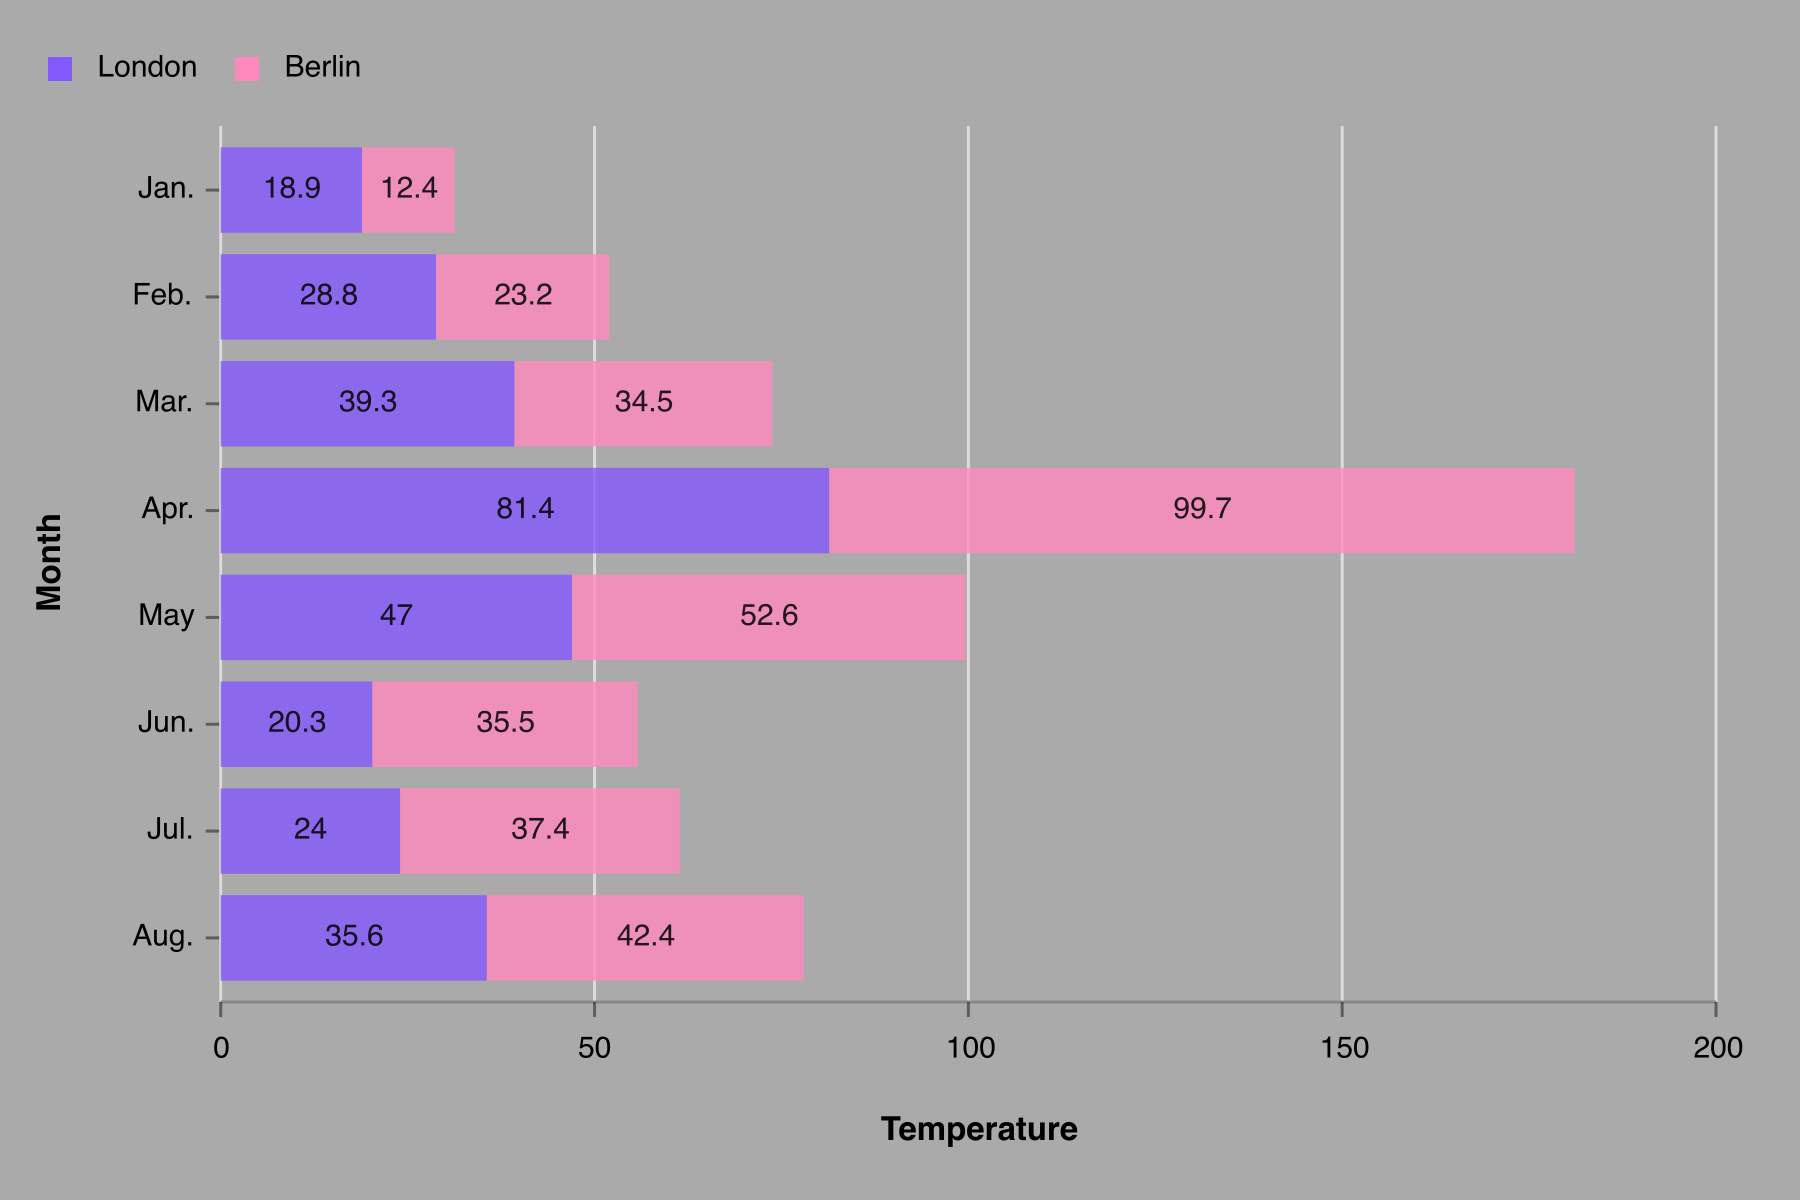 London Berlin
Jan. 18.9 12.4
Feb. 28.8 23.2
Mar. 39.3 34.5
Apr. 81.4 99.7
May 47 52.6
Jun. 20.3 35.5
Jul. 24 37.4
Aug. 35.6 42.4
Month
0 50 100 150 200
Temperature